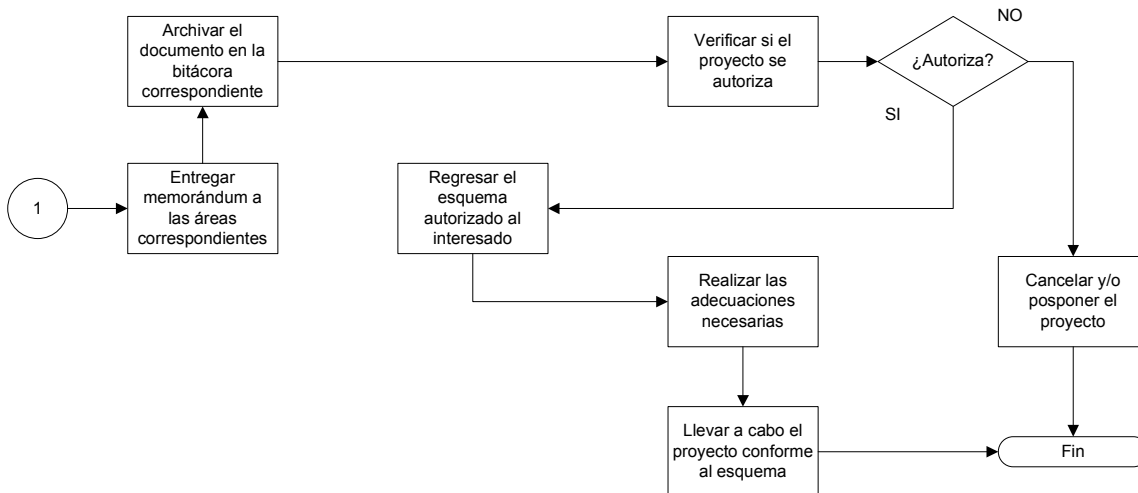 1
Entregar
memorándum a
las áreas
correspondientes
Archivar el
documento en la
bitácora
correspondiente
Verificar si el
proyecto se
autoriza
¿Autoriza?
NO
SI
Regresar el
esquema
autorizado al
interesado
Realizar las
adecuaciones
necesarias
Cancelar y/o
posponer el
proyecto
Llevar a cabo el
proyecto conforme
al esquema
Fin